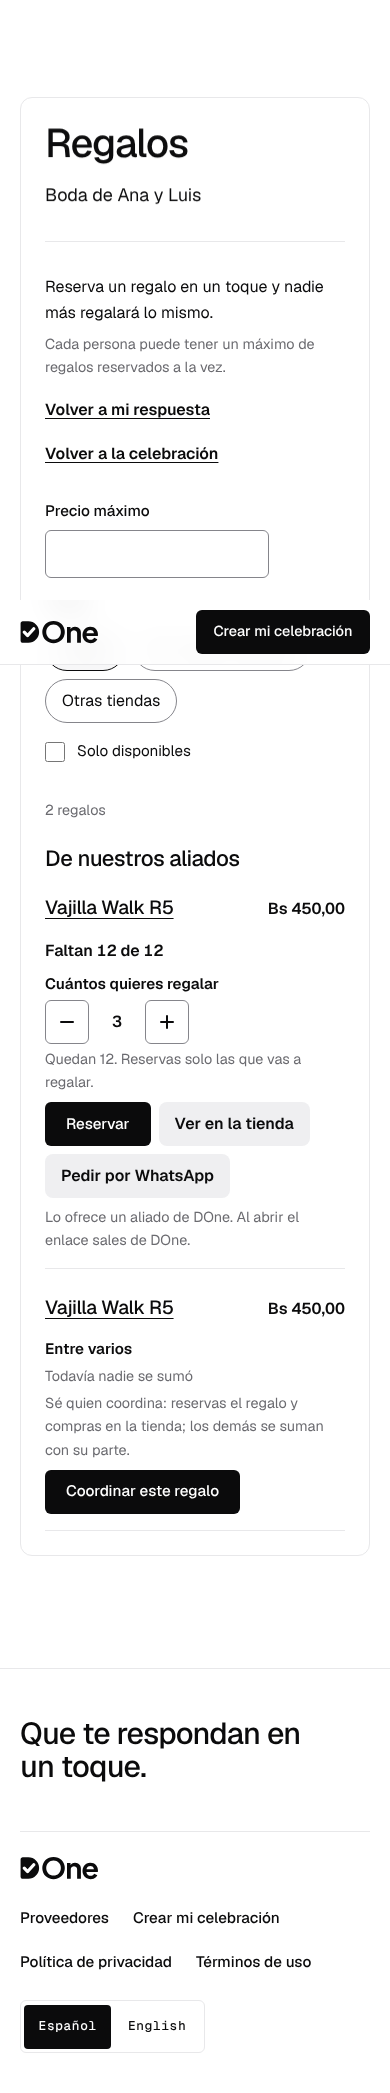 Regalos
Boda de Ana y Luis
Reserva un regalo en un toque y nadie
más regalará lo mismo.
Cada persona puede tener un máximo de
regalos reservados a la vez.
Volver a mi respuesta
Volver a la celebración
Precio máximo
DOne
Crear mi celebración
Otras tiendas
Solo disponibles
2 regalos
De nuestros aliados
Vajilla Walk R5
Bs 450,00
Faltan 12 de 12
Cuántos quieres regalar
− 3 +
Quedan 12. Reservas solo las que vas a
regalar.
Reservar
Ver en la tienda
Pedir por WhatsApp
Lo ofrece un aliado de DOne. Al abrir el
enlace sales de DOne.
Vajilla Walk R5
Bs 450,00
Entre varios
Todavía nadie se sumó
Sé quien coordina: reservas el regalo y
compras en la tienda; los demás se suman
con su parte.
Coordinar este regalo
Que te respondan en
un toque.
DOne
Proveedores
Crear mi celebración
Política de privacidad
Términos de uso
Español
English